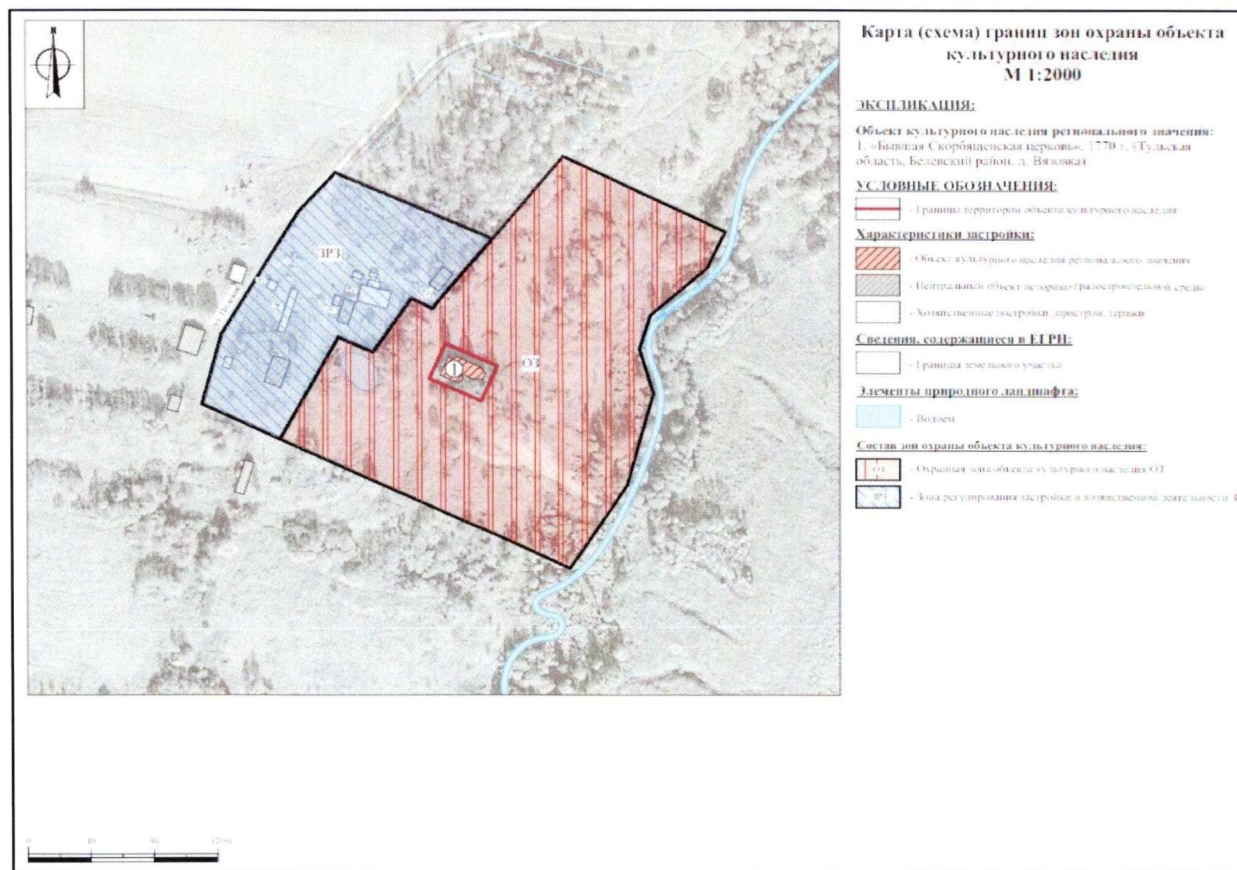 N
Карта (схема) границ зон охраны объекта
культурного наследия
М 1:2000
ЭКСПЛИКАЦИЯ:
Объект культурного наследия регионального значения:
1. «Бывшая Скорбященская церковь», 1770 г. (Тульская
область, Белевский район, д. Вязовка)
УСЛОВНЫЕ ОБОЗНАЧЕНИЯ:
- Границы территории объекта культурного наследия
Характеристики застройки:
- Объект культурного наследия регионального значения
- Нейтральный объект историко-градостроительной среды
- Хозяйственные постройки, пристрои, гаражи
Сведения, содержащиеся в ЕГРН:
- Границы земельного участка
Элементы природного ландшафта:
- Водоем
Состав зон охраны объекта культурного наследия:
ОЗ - Охранная зона объекта культурного наследия ОЗ
ЗРЗ - Зона регулирования застройки и хозяйственной деятельности
ЗРЗ
ОЗ
1
0